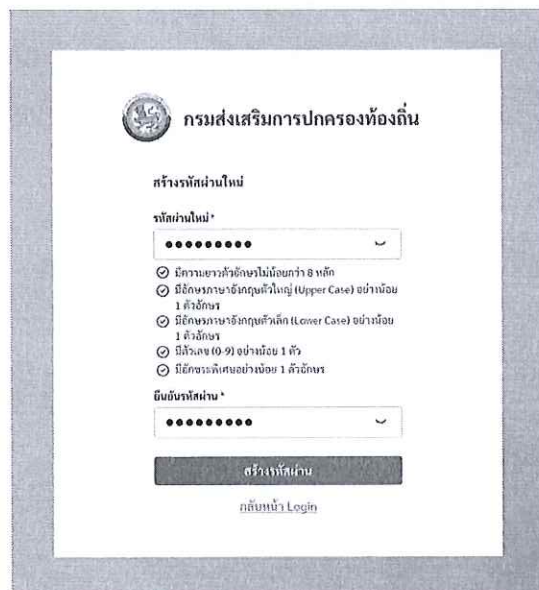 กรมส่งเสริมการปกครองท้องถิ่น
สร้างรหัสผ่านใหม่
รหัสผ่านใหม่*
มีความยาวตัวอักษรไม่น้อยกว่า 8 หลัก
มีอักษรภาษาอังกฤษตัวใหญ่ (Upper Case) อย่างน้อย
1 ตัวอักษร
มีอักษรภาษาอังกฤษตัวเล็ก (Lower Case) อย่างน้อย
1 ตัวอักษร
มีตัวเลข (0-9) อย่างน้อย 1 ตัว
มีอักขระพิเศษอย่างน้อย 1 ตัวอักษร
ยืนยันรหัสผ่าน *
สร้างรหัสผ่าน
กลับหน้า Login